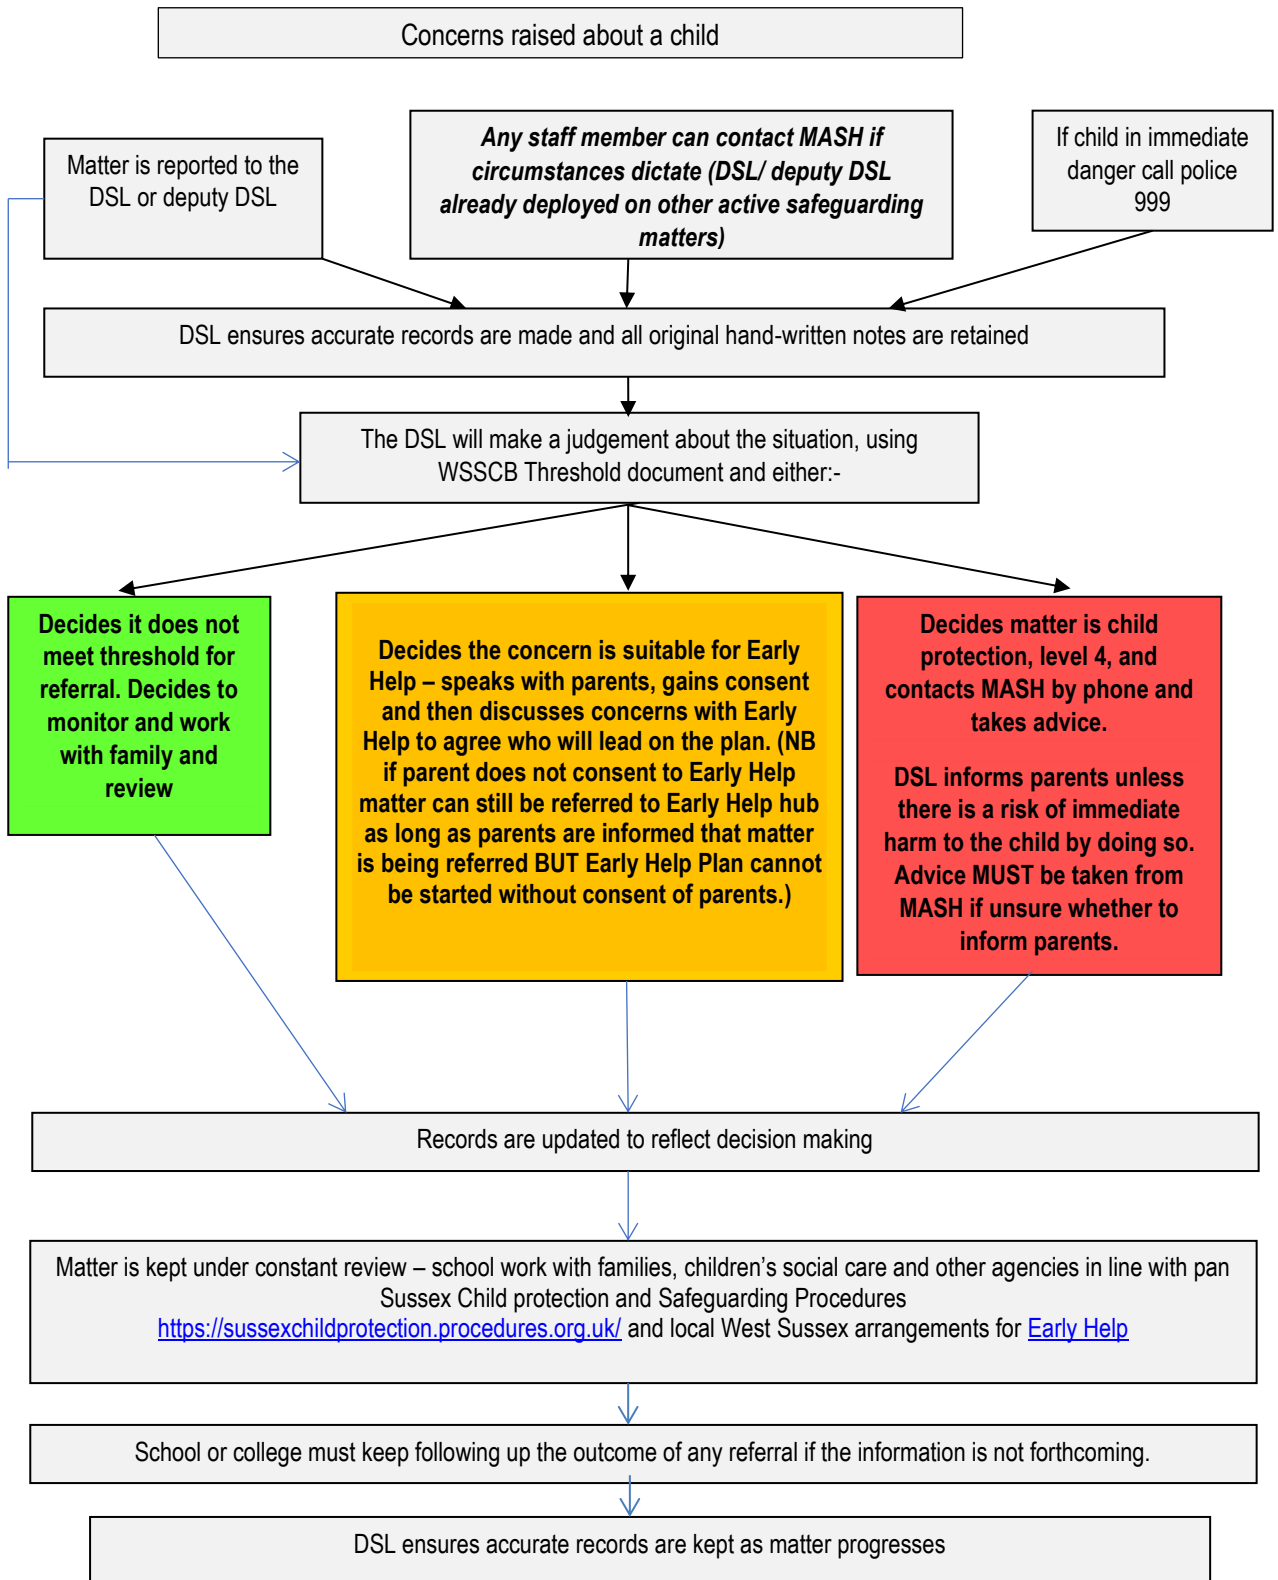 Concerns raised about a child
Matter is reported to the
DSL or deputy DSL
Any staff member can contact MASH if
circumstances dictate (DSL/ deputy DSL
already deployed on other active safeguarding
matters)
If child in immediate
danger call police
999
DSL ensures accurate records are made and all original hand-written notes are retained
The DSL will make a judgement about the situation, using
WSSCB Threshold document and either:-
Decides it does not
meet threshold for
referral. Decides to
monitor and work
with family and
review
Decides the concern is suitable for Early
Help – speaks with parents, gains consent
and then discusses concerns with Early
Help to agree who will lead on the plan. (NB
if parent does not consent to Early Help
matter can still be referred to Early Help hub
as long as parents are informed that matter
is being referred BUT Early Help Plan cannot
be started without consent of parents.)
Decides matter is child
protection, level 4, and
contacts MASH by phone and
takes advice.
DSL informs parents unless
there is a risk of immediate
harm to the child by doing so.
Advice MUST be taken from
MASH if unsure whether to
inform parents.
Records are updated to reflect decision making
Matter is kept under constant review – school work with families, children’s social care and other agencies in line with pan
Sussex Child protection and Safeguarding Procedures
https://sussexchildprotection.procedures.org.uk/ and local West Sussex arrangements for Early Help
School or college must keep following up the outcome of any referral if the information is not forthcoming.
DSL ensures accurate records are kept as matter progresses